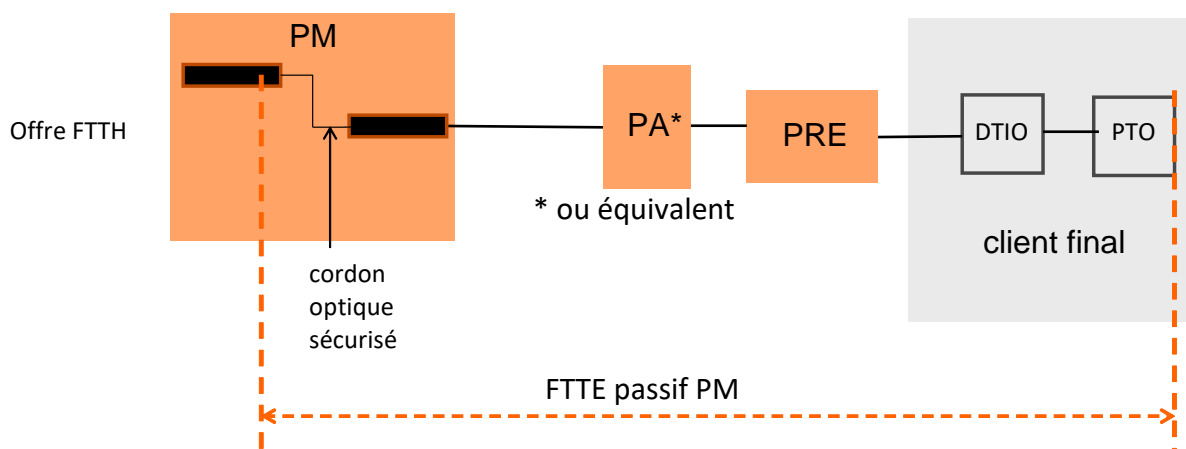 PM
Offre FTTH
PA*
PRE
DTIO
PTO
* ou équivalent
client final
cordon
optique
sécurisé
FTTE passif PM